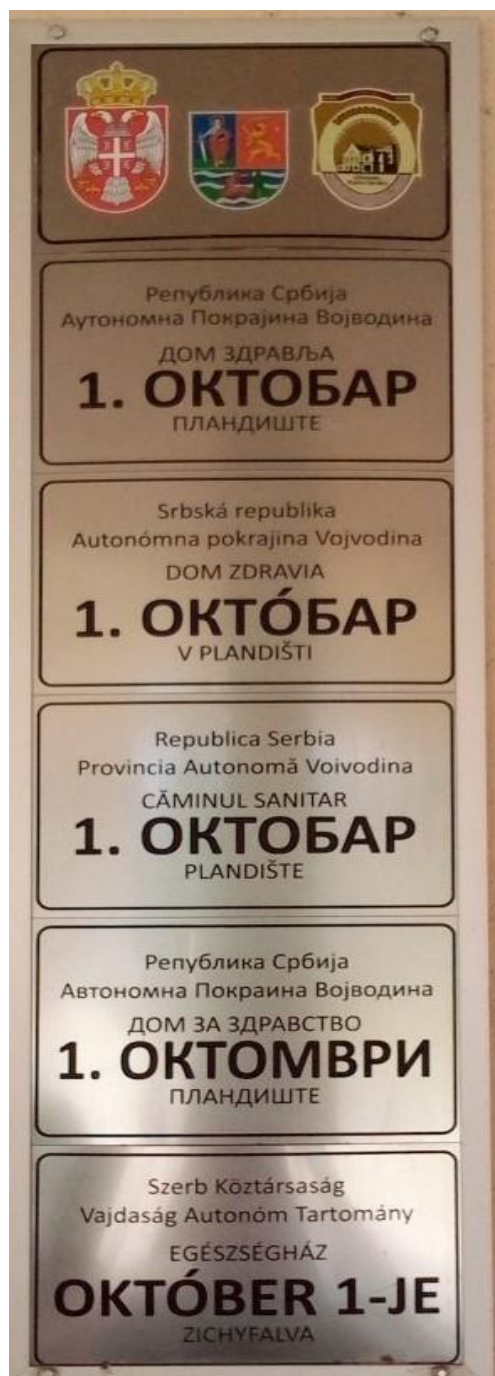 Република Србија
Аутономна Покрајина Војводина
ДОМ ЗДРАВЉА
1. ОКТОБАР
ПЛАНДИШТЕ
Srbská republika
Autonómna pokrajina Vojvodina
DOM ZDRAVIA
1. ОКТÓБАР
V PLANDIŠTI
Republica Serbia
Provincia Autonomă Voivodina
CĂMINUL SANITAR
1. ОКТОБАР
PLANDIŠTE
Република Србија
Автономна Покраина Војводина
ДОМ ЗА ЗДРАВСТВО
1. ОКТОМВРИ
ПЛАНДИШТЕ
Szerb Köztársaság
Vajdaság Autonóm Tartomány
EGÉSZSÉGHÁZ
OKTÓBER 1-JE
ZICHYFALVA